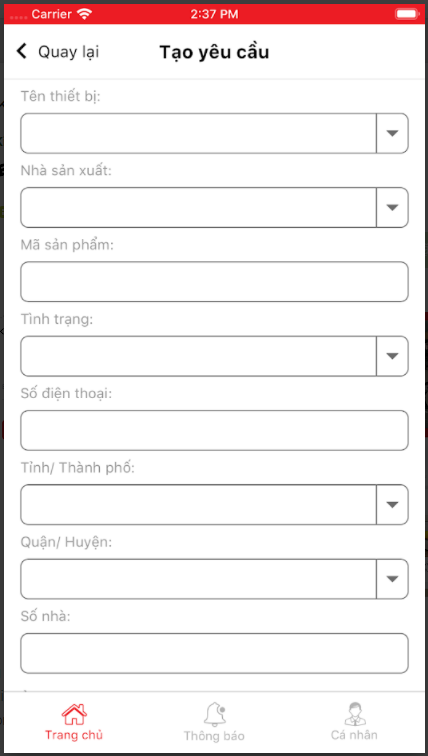 Carrier 2:37 PM
Quay lại Tạo yêu cầu
Tên thiết bị:
Nhà sản xuất:
Mã sản phẩm:
Tình trạng:
Số điện thoại:
Tỉnh/ Thành phố:
Quận/ Huyện:
Số nhà:
Trang chủ Thông báo Cá nhân